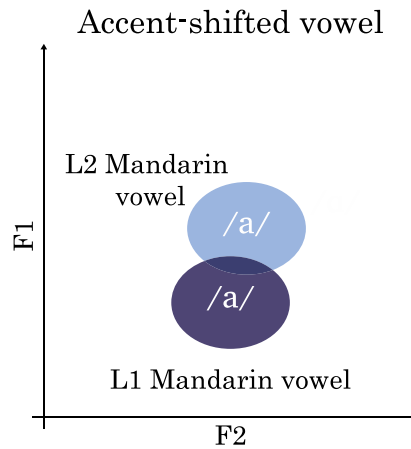 Accent-shifted vowel
L2 Mandarin
vowel
/a/
/a/
L1 Mandarin vowel
F1
F2